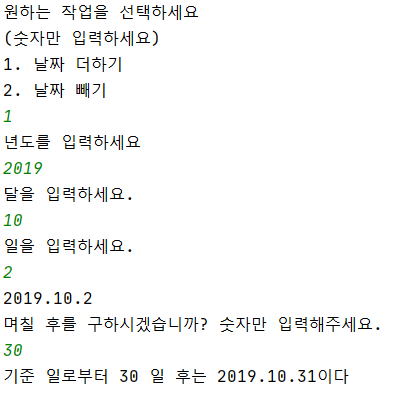 원하는 작업을 선택하세요
(숫자만 입력하세요)
1. 날짜 더하기
2. 날짜 빼기
1
년도를 입력하세요
2019
달을 입력하세요.
10
일을 입력하세요.
2
2019.10.2
며칠 후를 구하시겠습니까? 숫자만 입력해주세요.
30
기준 일로부터 30 일 후는 2019.10.31이다